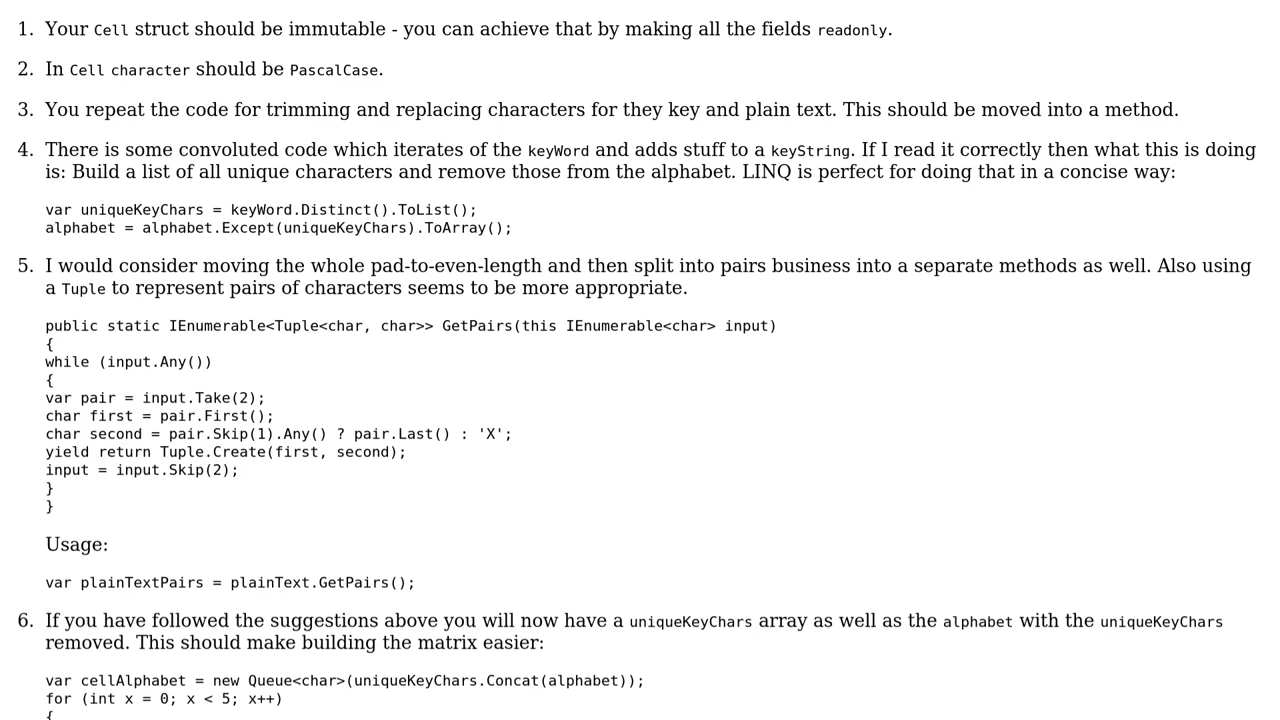 1. Your Cell struct should be immutable - you can achieve that by making all the fields readonly.
2. In Cell character should be PascalCase.
3. You repeat the code for trimming and replacing characters for they key and plain text. This should be moved into a method.
4. There is some convoluted code which iterates of the keyWord and adds stuff to a keyString. If I read it correctly then what this is doing
is: Build a list of all unique characters and remove those from the alphabet. LINQ is perfect for doing that in a concise way:
var uniqueKeyChars = keyWord.Distinct().ToList();
alphabet = alphabet.Except(uniqueKeyChars).ToArray();
5. I would consider moving the whole pad-to-even-length and then split into pairs business into a separate methods as well. Also using
a Tuple to represent pairs of characters seems to be more appropriate.
public static IEnumerable<Tuple<char, char>> GetPairs(this IEnumerable<char> input)
{
while (input.Any())
{
var pair = input.Take(2);
char first = pair.First();
char second = pair.Skip(1).Any() ? pair.Last() : 'X';
yield return Tuple.Create(first, second);
input = input.Skip(2);
}
}
Usage:
var plainTextPairs = plainText.GetPairs();
6. If you have followed the suggestions above you will now have a uniqueKeyChars array as well as the alphabet with the uniqueKeyChars
removed. This should make building the matrix easier:
var cellAlphabet = new Queue<char>(uniqueKeyChars.Concat(alphabet));
for (int x = 0; x < 5; x++)
{